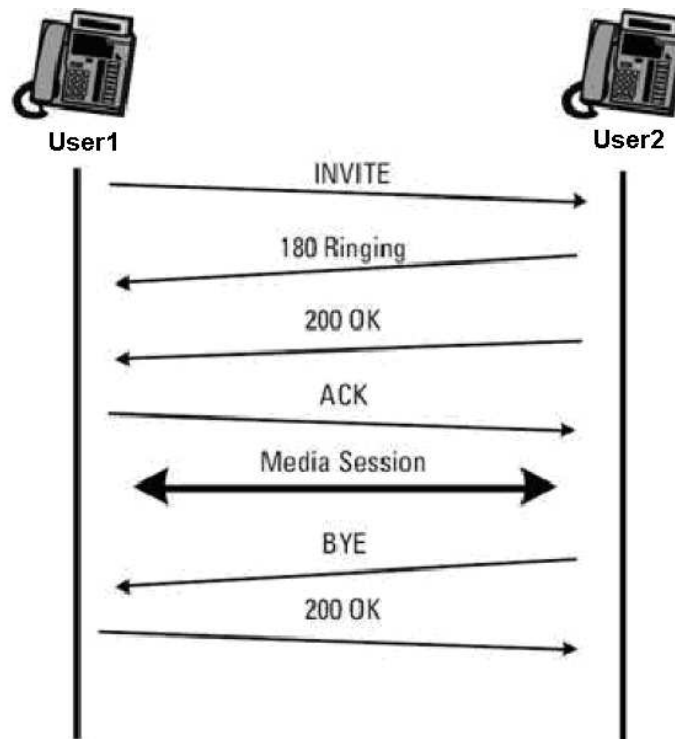 User1
User2
INVITE
180 Ringing
200 OK
ACK
Media Session
BYE
200 OK